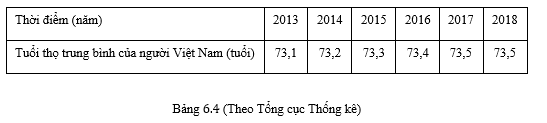 Thời điểm (năm) 2013 2014 2015 2016 2017 2018
Tuổi thọ trung bình của người Việt Nam (tuổi) 73,1 73,2 73,3 73,4 73,5 73,5
Bảng 6.4 (Theo Tổng cục Thống kê)